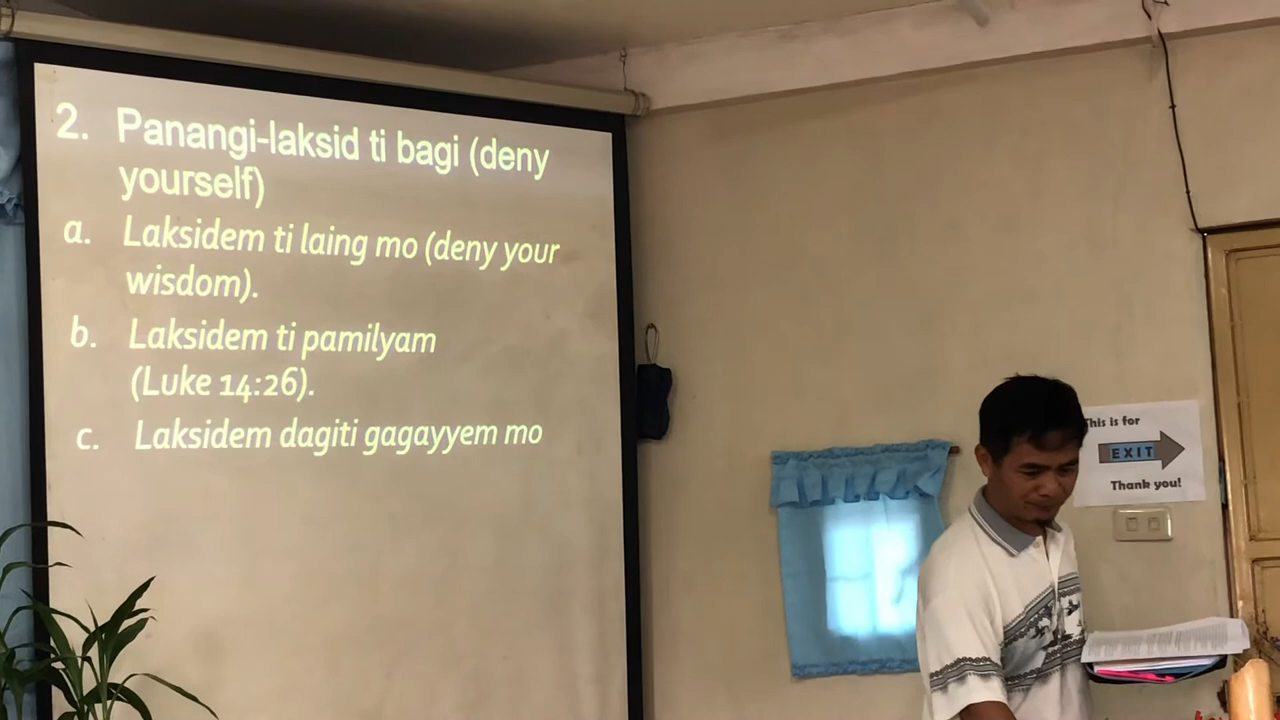 2. Panangi-laksid ti bagi (deny
yourself)
a. Laksidem ti laing mo (deny your
wisdom).
b. Laksidem ti pamilyam
(Luke 14:26).
c. Laksidem dagiti gagayyem mo
This is for
EXIT
Thank you!